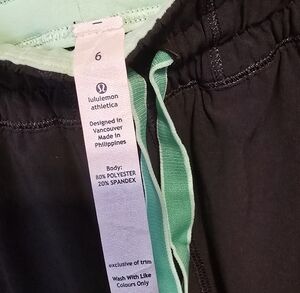 6
lululemon
athletica
Designed in
Vancouver
Made in
Philippines
Body:
80% POLYESTER
20% SPANDEX
exclusive of trim
Wash With Like
Colours Only